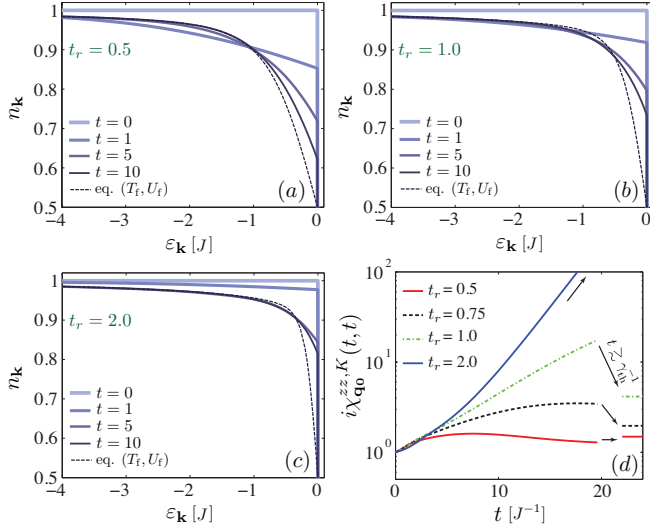 1
0.9
0.8
0.7
0.6
0.5
n_k
t_r = 0.5
t = 0
t = 1
t = 5
t = 10
eq. (T_f, U_f)
(a)
-4 -3 -2 -1 0
ε_k [J]
1
0.9
0.8
0.7
0.6
0.5
n_k
t_r = 1.0
t = 0
t = 1
t = 5
t = 10
eq. (T_f, U_f)
(b)
-4 -3 -2 -1 0
ε_k [J]
1
0.9
0.8
0.7
0.6
0.5
n_k
t_r = 2.0
t = 0
t = 1
t = 5
t = 10
eq. (T_f, U_f)
(c)
-4 -3 -2 -1 0
ε_k [J]
10^2
10^1
10^0
iχ_{q_0}^{zz,K}(t,t)
t_r = 0.5
t_r = 0.75
t_r = 1.0
t_r = 2.0
t ≳ γ_th^{-1}
(d)
0 10 20
t [J^{-1}]